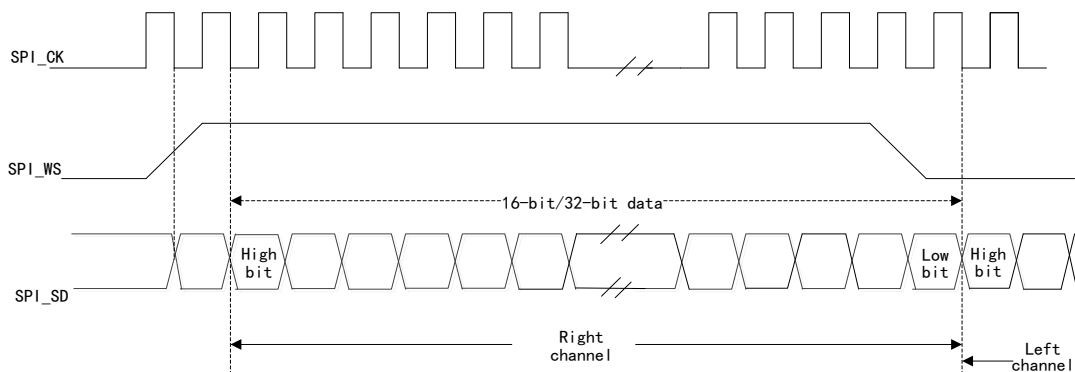 SPI_CK
SPI_WS
16-bit/32-bit data
High
bit
Low
bit
High
bit
SPI_SD
Right
channel
Left
channel